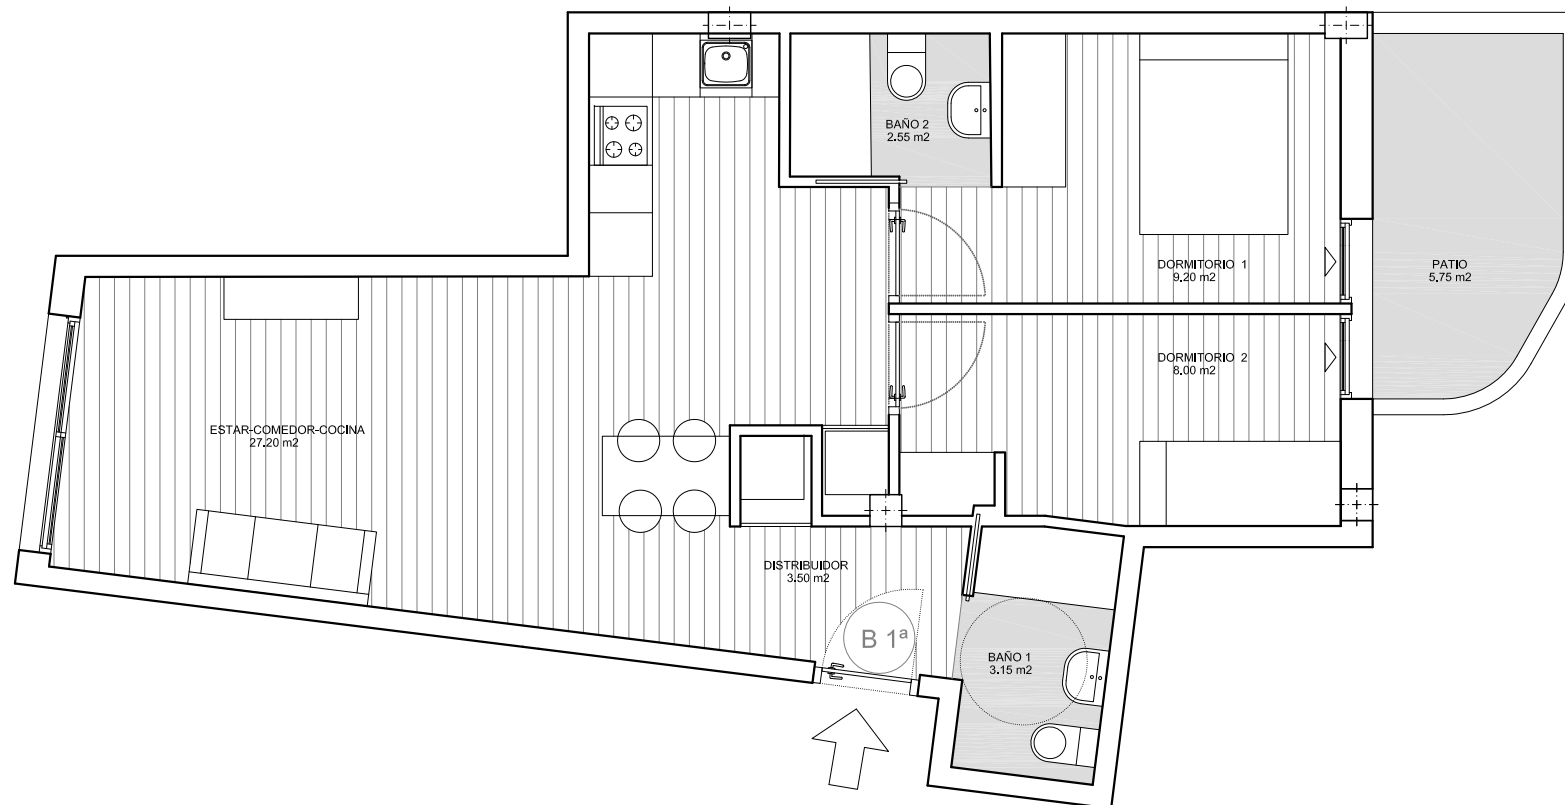 BAÑO 2
2.55 m2
DORMITORIO 1
9.20 m2
PATIO
5.75 m2
DORMITORIO 2
8.00 m2
ESTAR-COMEDOR-COCINA
27.20 m2
DISTRIBUIDOR
3.50 m2
B 1ª
BAÑO 1
3.15 m2